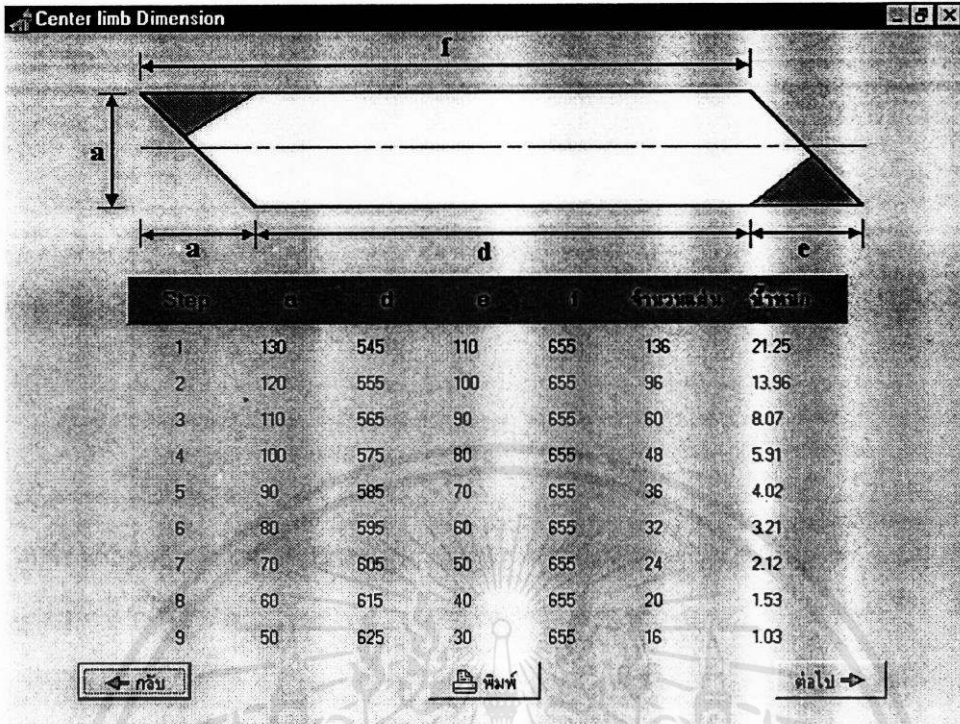 Center limb Dimension
f
a
a d e
Step a d e f จำนวนแผ่น น้ำหนัก
1 130 545 110 655 136 21.25
2 120 555 100 655 96 13.96
3 110 565 90 655 60 8.07
4 100 575 80 655 48 5.91
5 90 585 70 655 36 4.02
6 80 595 60 655 32 3.21
7 70 605 50 655 24 2.12
8 60 615 40 655 20 1.53
9 50 625 30 655 16 1.03
กลับ พิมพ์ ต่อไป